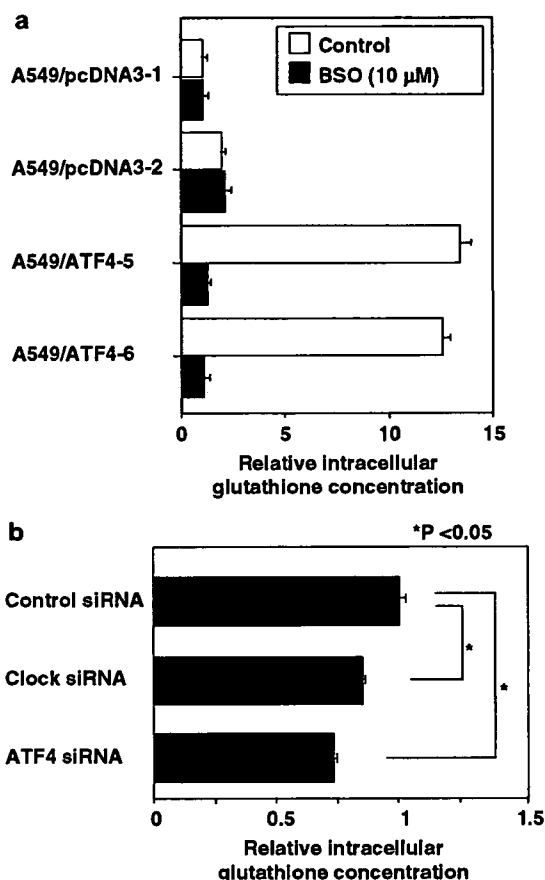 a
Control
BSO (10 μM)
A549/pcDNA3-1
A549/pcDNA3-2
A549/ATF4-5
A549/ATF4-6
0 5 10 15
Relative intracellular
glutathione concentration
b
*P <0.05
Control siRNA
Clock siRNA
ATF4 siRNA
*
*
0 0.5 1 1.5
Relative intracellular
glutathione concentration